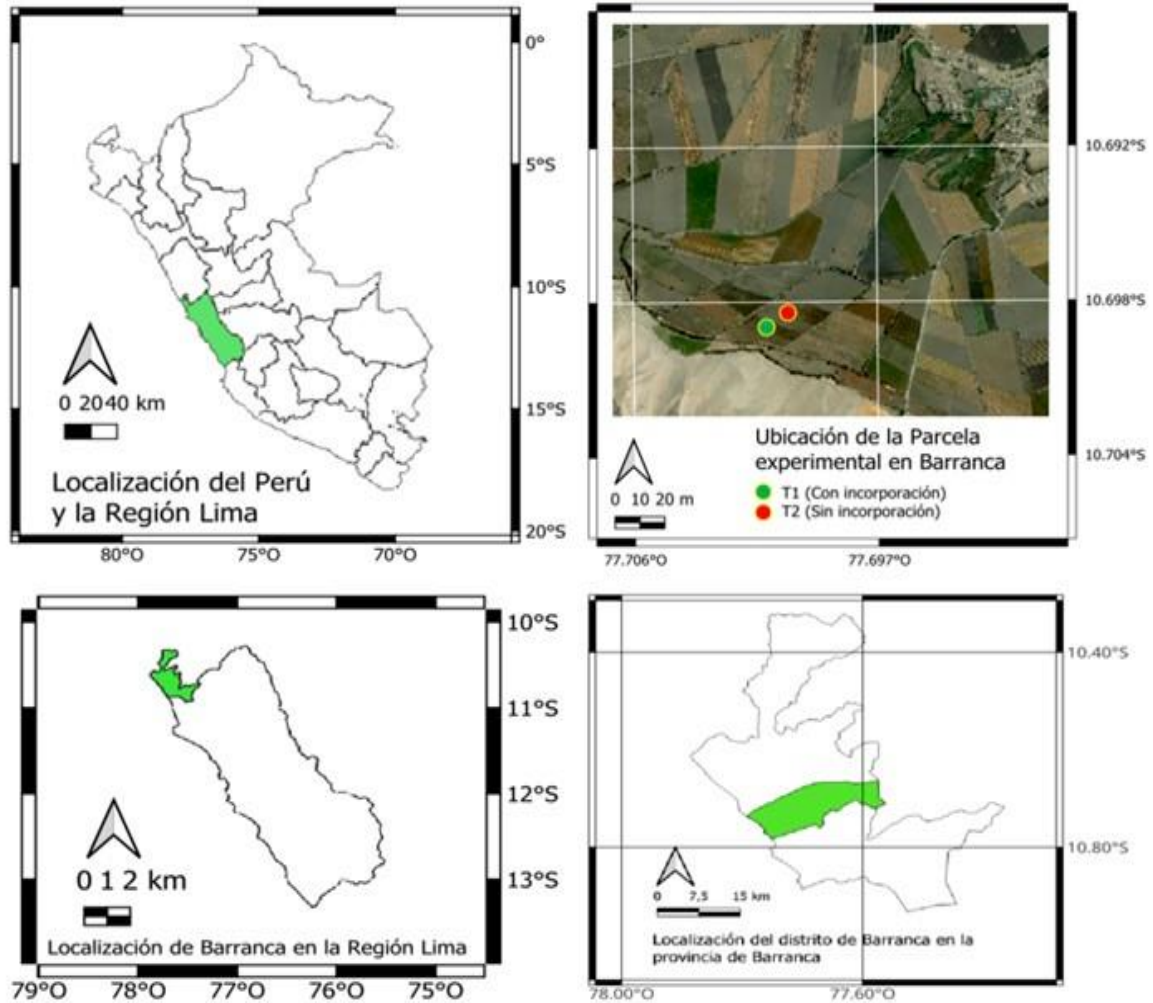 0°
5°S
10°S
15°S
20°S
80°O
75°O
70°O
0 2040 km
Localización del Perú
y la Región Lima
10.692°S
10.698°S
10.704°S
77.706°O
77.697°O
0 10 20 m
Ubicación de la Parcela
experimental en Barranca
T1 (Con incorporación)
T2 (Sin incorporación)
10°S
11°S
12°S
13°S
79°O
78°O
77°O
76°O
75°O
0 1 2 km
Localización de Barranca en la Región Lima
10.40°S
10.80°S
78.00°O
77.60°O
0 7,5 15 km
Localización del distrito de Barranca en la
provincia de Barranca